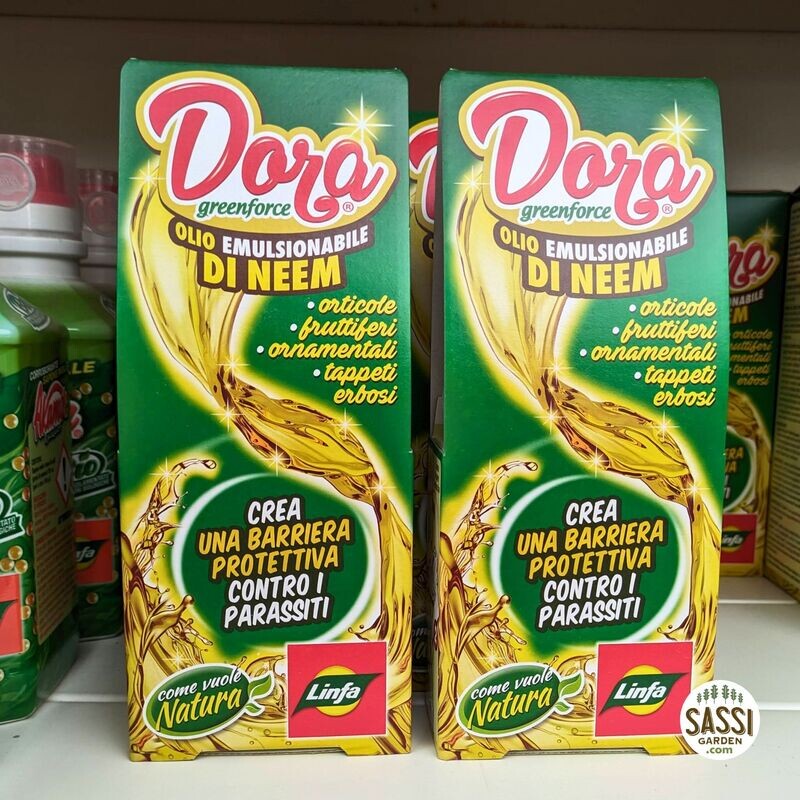 Dora
greenforce®
OLIO EMULSIONABILE
DI NEEM
• orticole
• fruttiferi
• ornamentali
• tappeti
erbosi
CREA
UNA BARRIERA
PROTETTIVA
CONTRO I
PARASSITI
come vuole
Natura
Linfa
Dora
greenforce®
OLIO EMULSIONABILE
DI NEEM
• orticole
• fruttiferi
• ornamentali
• tappeti
erbosi
CREA
UNA BARRIERA
PROTETTIVA
CONTRO I
PARASSITI
come vuole
Natura
Linfa
SASSI
GARDEN
.com